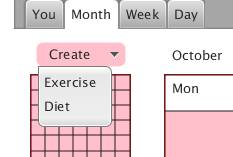 You Month Week Day
Create October
Exercise Mon
Diet